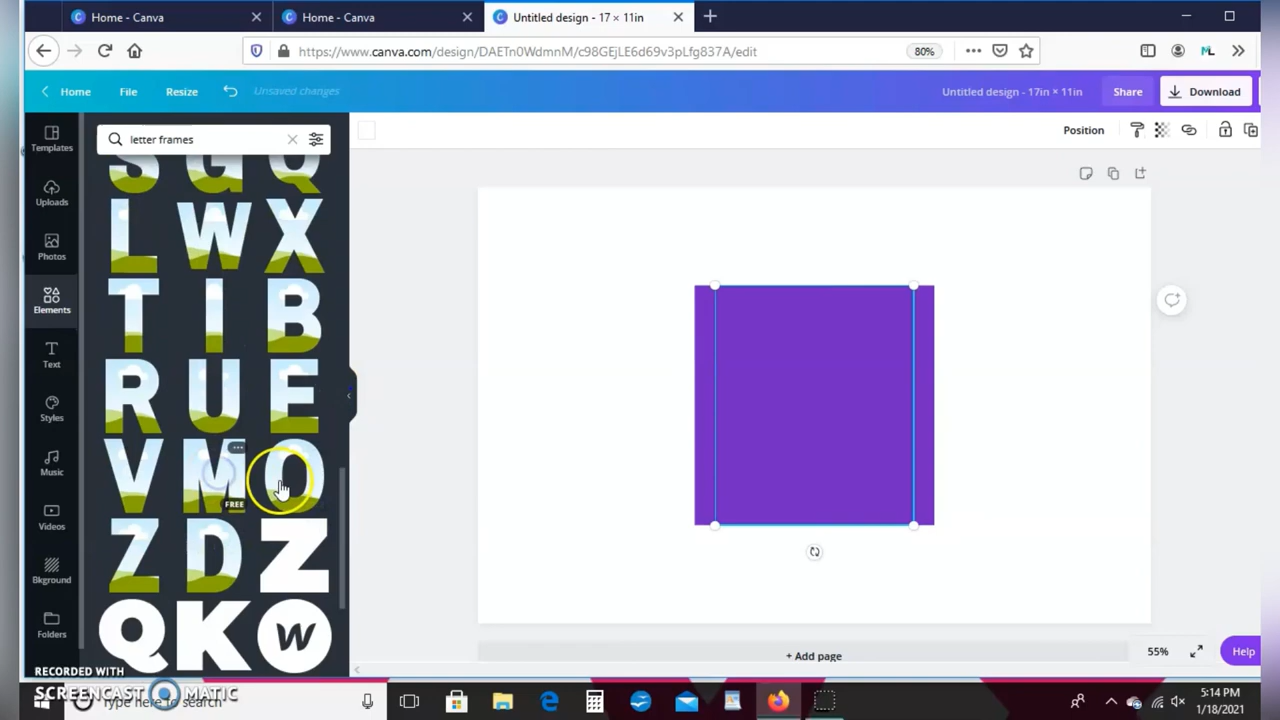 Home - Canva
Home - Canva
Untitled design - 17 × 11in
https://www.canva.com/design/DAETn0WdmnM/c98GEjLE6d69v3pLfg837A/edit
80%
Home
File
Resize
Unsaved changes
Untitled design - 17in × 11in
Share
Download
Templates
Uploads
Photos
Elements
Text
Styles
Music
Videos
Bkground
Folders
letter frames
S G Q
L W X
T I B
R U E
V M O
FREE
Z D Z
Q K W
Position
+ Add page
55%
Help
RECORDED WITH
SCREENCAST MATIC
Type here to search
ML
5:14 PM
1/18/2021